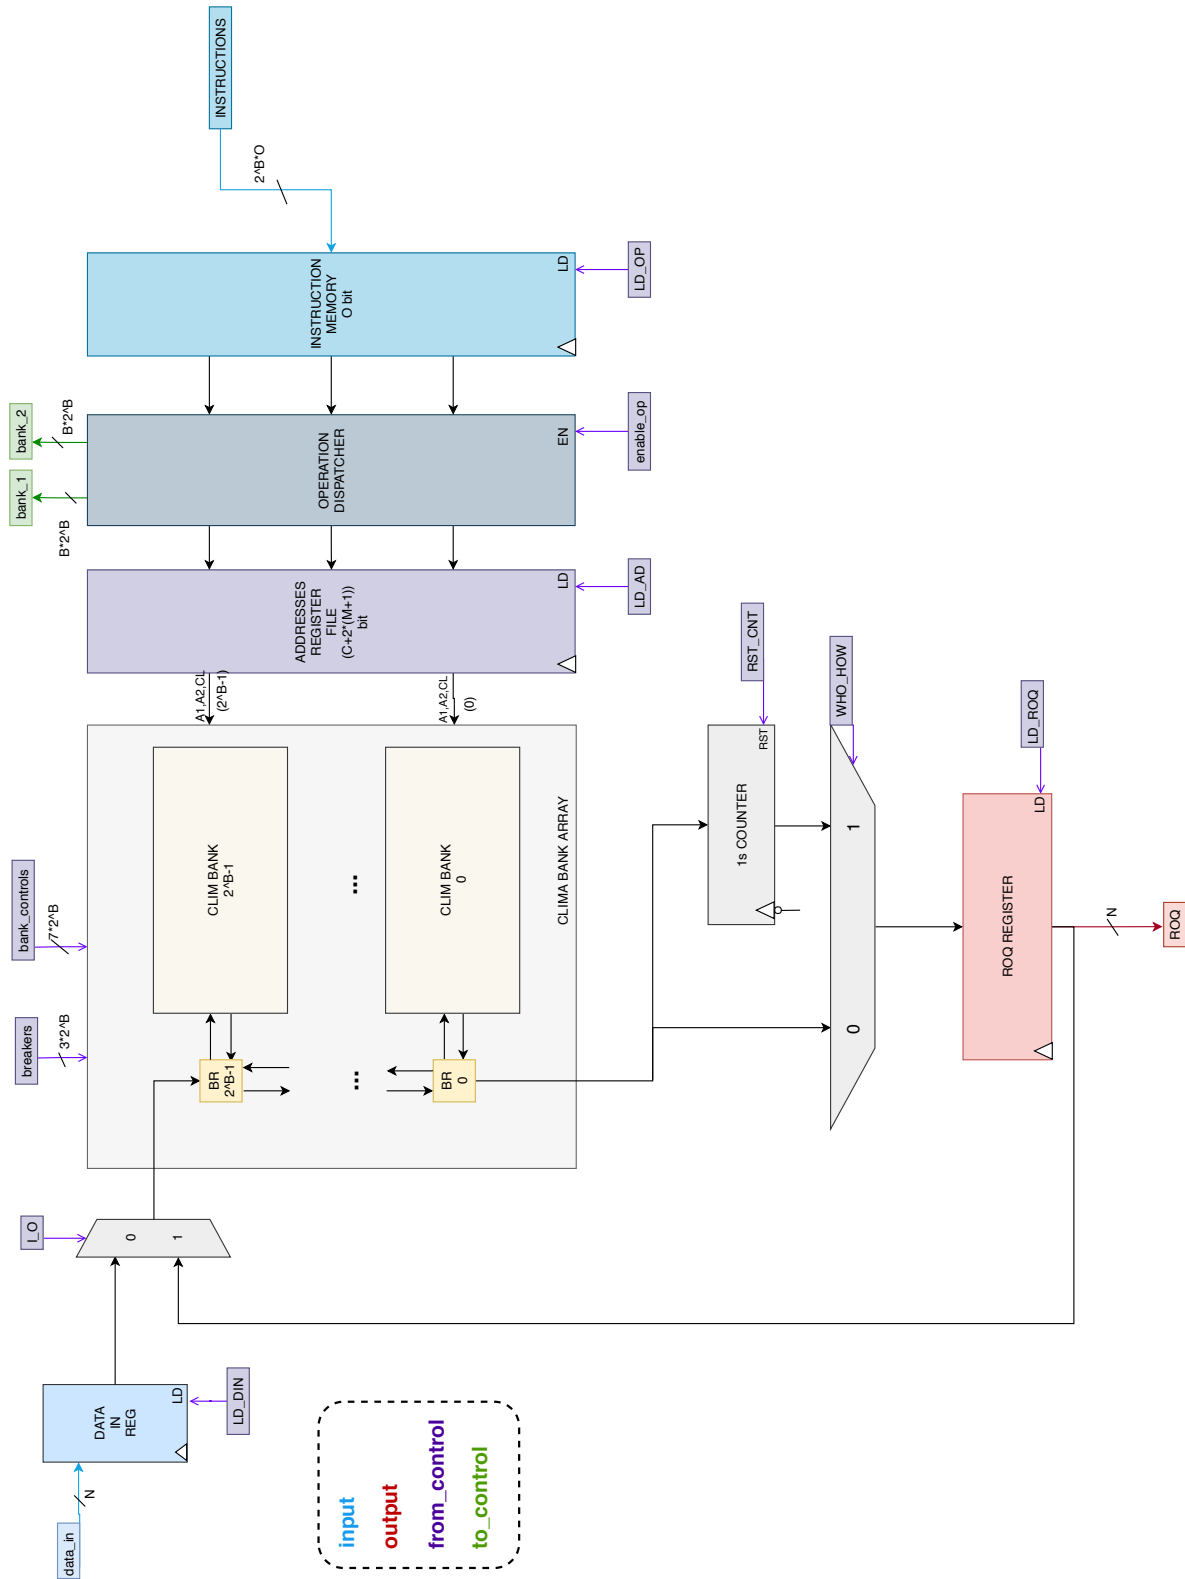 INSTRUCTIONS
2^B*O
INSTRUCTION
MEMORY
O bit
LD
LD_OP
bank_2
B*2^B
bank_1
B*2^B
OPERATION
DISPATCHER
EN
enable_op
ADDRESSES
REGISTER
FILE
(C+2*(M+1))
bit
LD
LD_AD
A1,A2,CL
(2^B-1)
A1,A2,CL
(0)
RST_CNT
WHO_HOW
LD_ROQ
bank_controls
7*2^B
CLIM BANK
2^B-1
...
CLIM BANK
0
CLIMA BANK ARRAY
RST
1s COUNTER
1
0
LD
ROQ REGISTER
N
ROQ
breakers
3*2^B
BR
2^B-1
...
BR
0
I_O
0
1
DATA
IN
REG
LD
LD_DIN
N
data_in
input
output
from_control
to_control